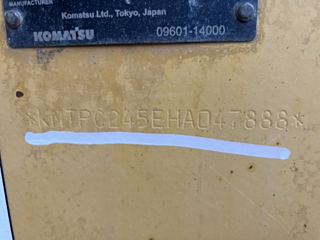 MANUFACTURER
Komatsu Ltd., Tokyo, Japan
KOMATSU 09601-14000
*KMTPC245EHA047888*